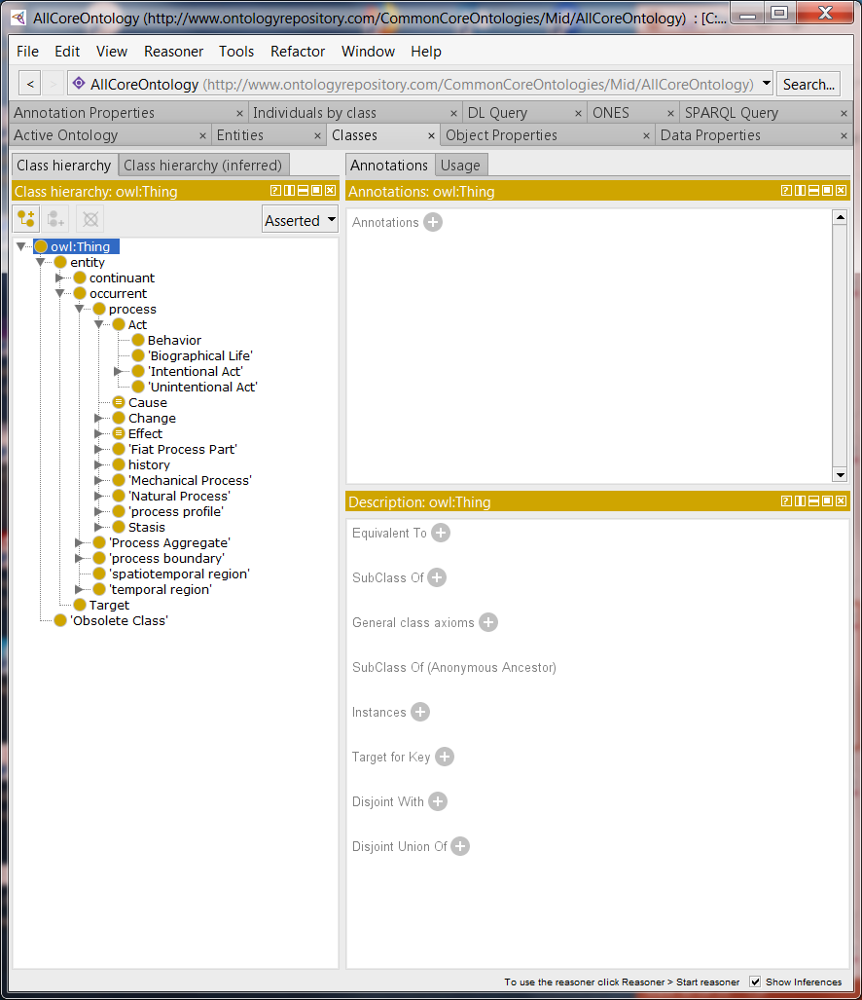 AllCoreOntology (http://www.ontologyrepository.com/CommonCoreOntologies/Mid/AllCoreOntology) : [C:...
File Edit View Reasoner Tools Refactor Window Help
< > AllCoreOntology (http://www.ontologyrepository.com/CommonCoreOntologies/Mid/AllCoreOntology) Search...
Annotation Properties × Individuals by class × DL Query × ONES × SPARQL Query ×
Active Ontology × Entities × Classes × Object Properties × Data Properties ×
Class hierarchy Class hierarchy (inferred)
Class hierarchy: owl:Thing
Asserted
owl:Thing
entity
continuant
occurrent
process
Act
Behavior
'Biographical Life'
'Intentional Act'
'Unintentional Act'
Cause
Change
Effect
'Fiat Process Part'
history
'Mechanical Process'
'Natural Process'
'process profile'
Stasis
'Process Aggregate'
'process boundary'
'spatiotemporal region'
'temporal region'
Target
'Obsolete Class'
Annotations Usage
Annotations: owl:Thing
Annotations
Description: owl:Thing
Equivalent To
SubClass Of
General class axioms
SubClass Of (Anonymous Ancestor)
Instances
Target for Key
Disjoint With
Disjoint Union Of
To use the reasoner click Reasoner > Start reasoner Show Inferences